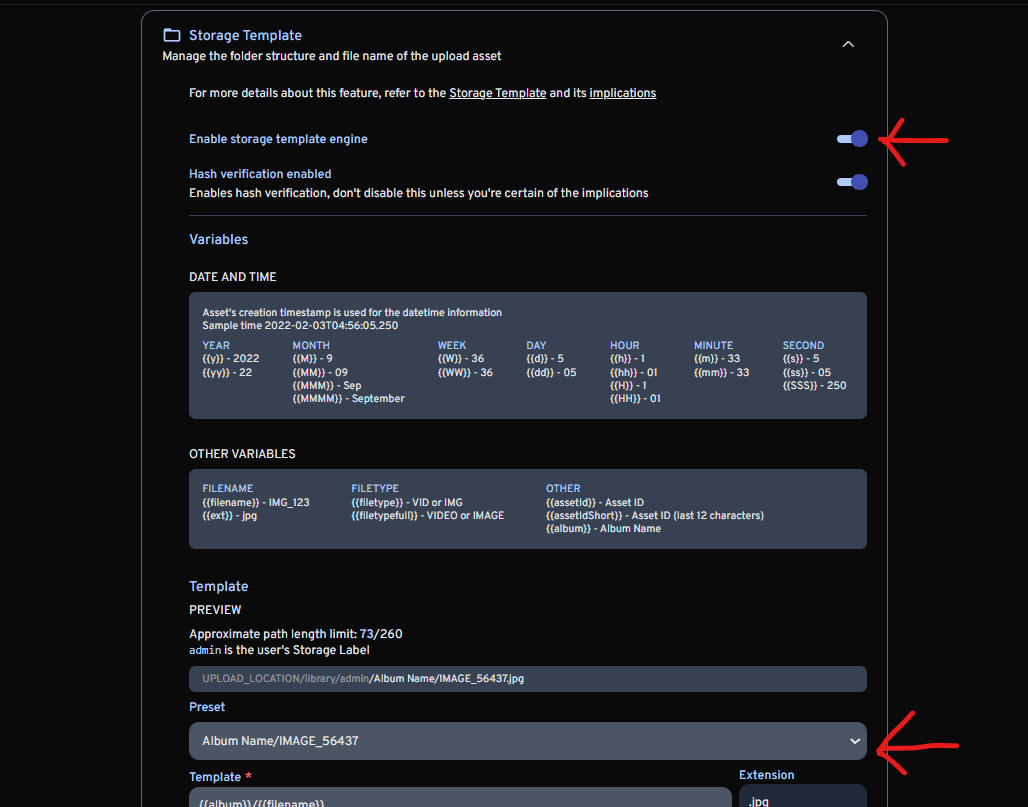 Storage Template
Manage the folder structure and file name of the upload asset
For more details about this feature, refer to the Storage Template and its implications
Enable storage template engine
Hash verification enabled
Enables hash verification, don't disable this unless you're certain of the implications
Variables
DATE AND TIME
Asset's creation timestamp is used for the datetime information
Sample time 2022-02-03T04:56:05.250
YEAR MONTH WEEK DAY HOUR MINUTE SECOND
{{y}} - 2022 {{M}} - 9 {{W}} - 36 {{d}} - 5 {{h}} - 1 {{m}} - 33 {{s}} - 5
{{yy}} - 22 {{MM}} - 09 {{WW}} - 36 {{dd}} - 05 {{hh}} - 01 {{mm}} - 33 {{ss}} - 05
{{MMM}} - Sep {{H}} - 1 {{SSS}} - 250
{{MMMM}} - September {{HH}} - 01
OTHER VARIABLES
FILENAME FILETYPE OTHER
{{filename}} - IMG_123 {{filetype}} - VID or IMG {{assetId}} - Asset ID
{{ext}} - jpg {{filetypefull}} - VIDEO or IMAGE {{assetIdShort}} - Asset ID (last 12 characters)
{{album}} - Album Name
Template
PREVIEW
Approximate path length limit: 73/260
admin is the user's Storage Label
UPLOAD_LOCATION/library/admin/Album Name/IMAGE_56437.jpg
Preset
Album Name/IMAGE_56437
Template * Extension
{{album}}/{{filename}} .jpg